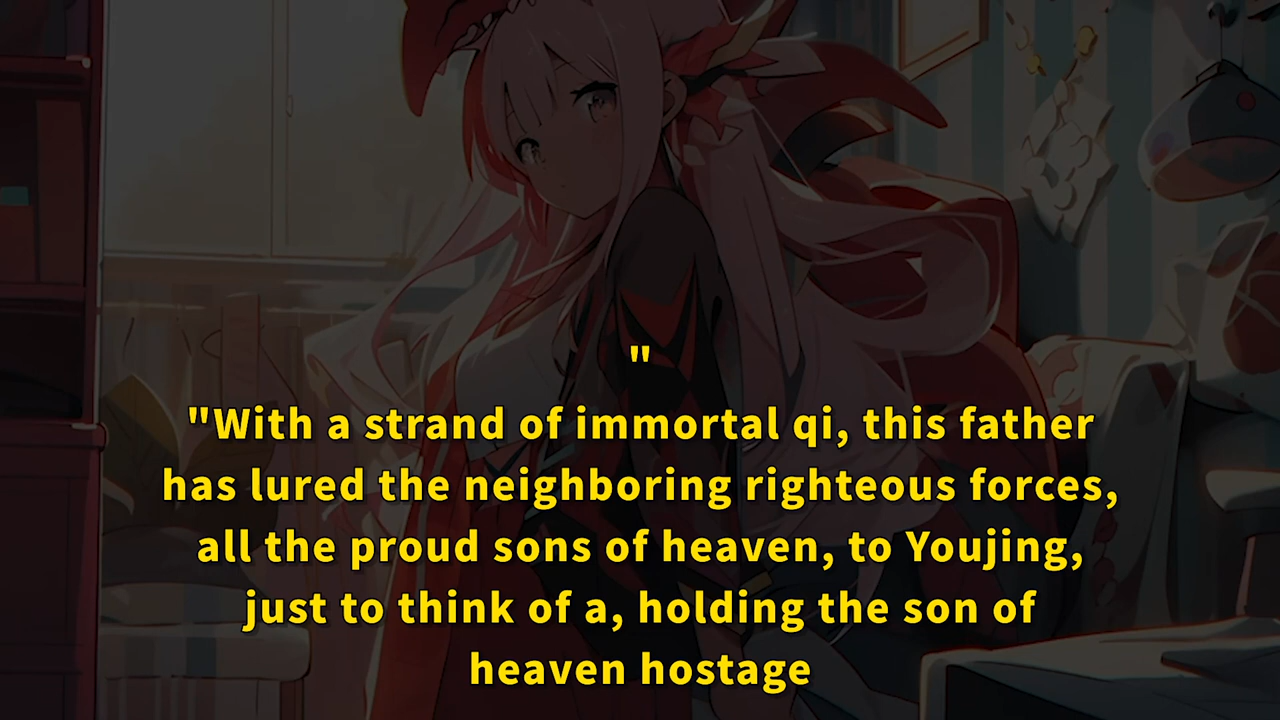 "
"With a strand of immortal qi, this father
has lured the neighboring righteous forces,
all the proud sons of heaven, to Youjing,
just to think of a, holding the son of
heaven hostage